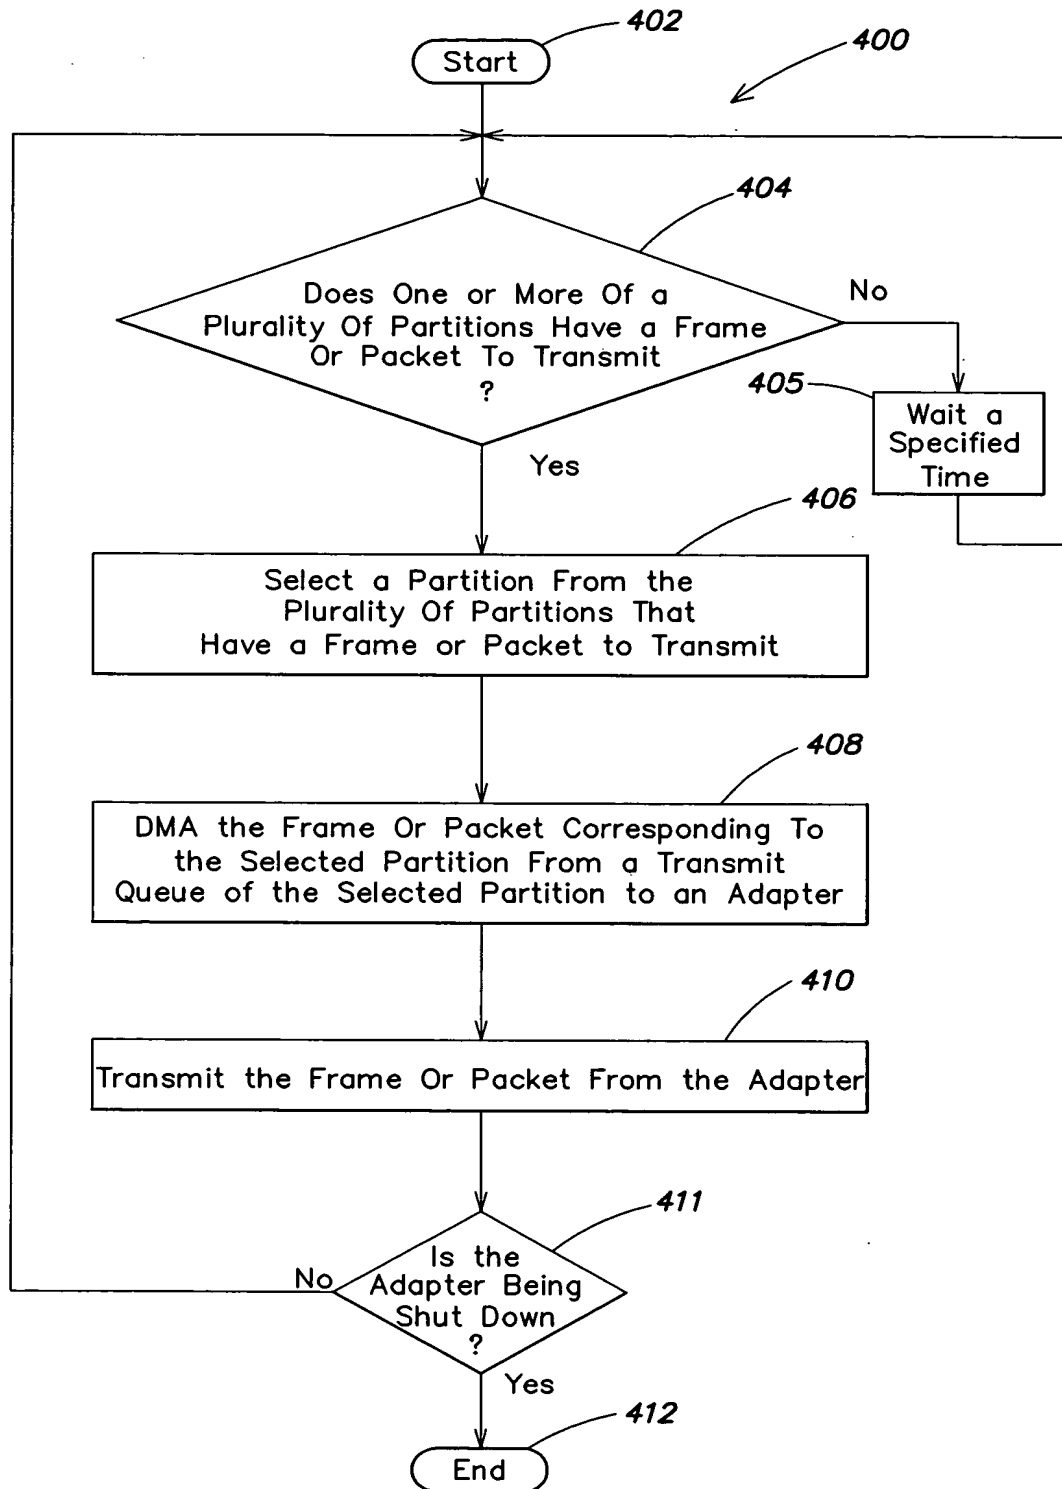 402
400
Start
404
Does One or More Of a
Plurality Of Partitions Have a Frame
Or Packet To Transmit
?
No
405
Wait a
Specified
Time
Yes
406
Select a Partition From the
Plurality Of Partitions That
Have a Frame or Packet to Transmit
408
DMA the Frame Or Packet Corresponding To
the Selected Partition From a Transmit
Queue of the Selected Partition to an Adapter
410
Transmit the Frame Or Packet From the Adapter
411
Is the
Adapter Being
Shut Down
?
No
Yes
412
End